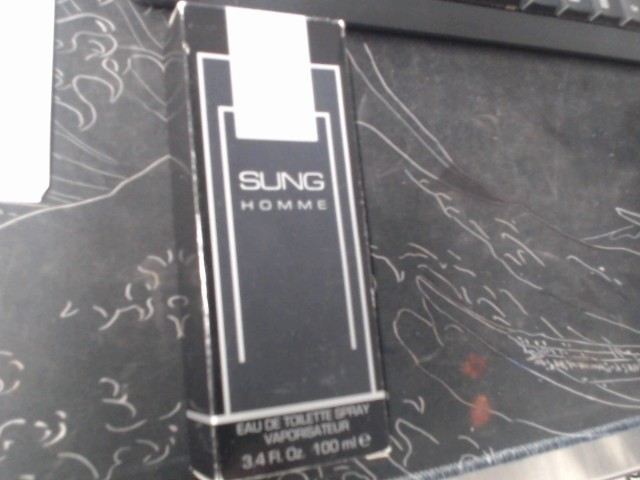 SUNG
HOMME
EAU DE TOILETTE SPRAY
VAPORISATEUR
3.4 Fl. Oz. 100 ml e